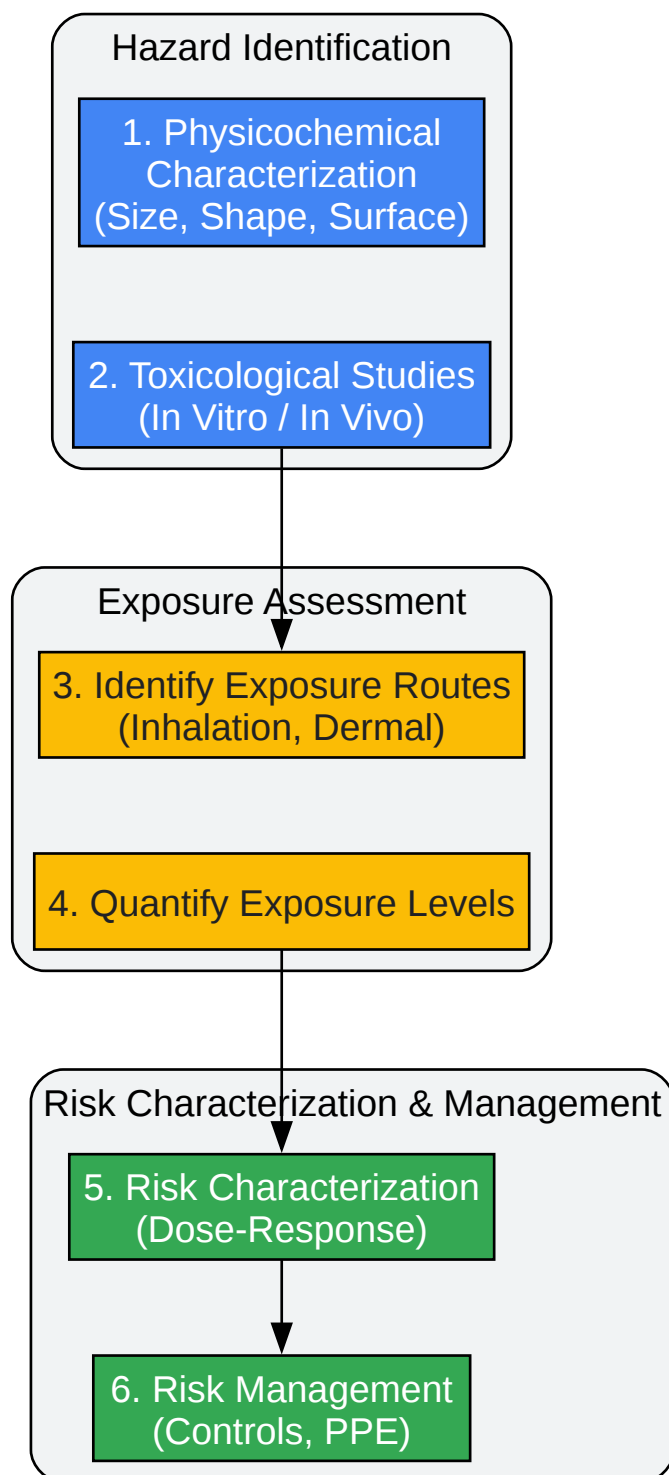 Hazard Identification
1. Physicochemical
Characterization
(Size, Shape, Surface)
2. Toxicological Studies
(In Vitro / In Vivo)
Exposure Assessment
3. Identify Exposure Routes
(Inhalation, Dermal)
4. Quantify Exposure Levels
Risk Characterization & Management
5. Risk Characterization
(Dose-Response)
6. Risk Management
(Controls, PPE)